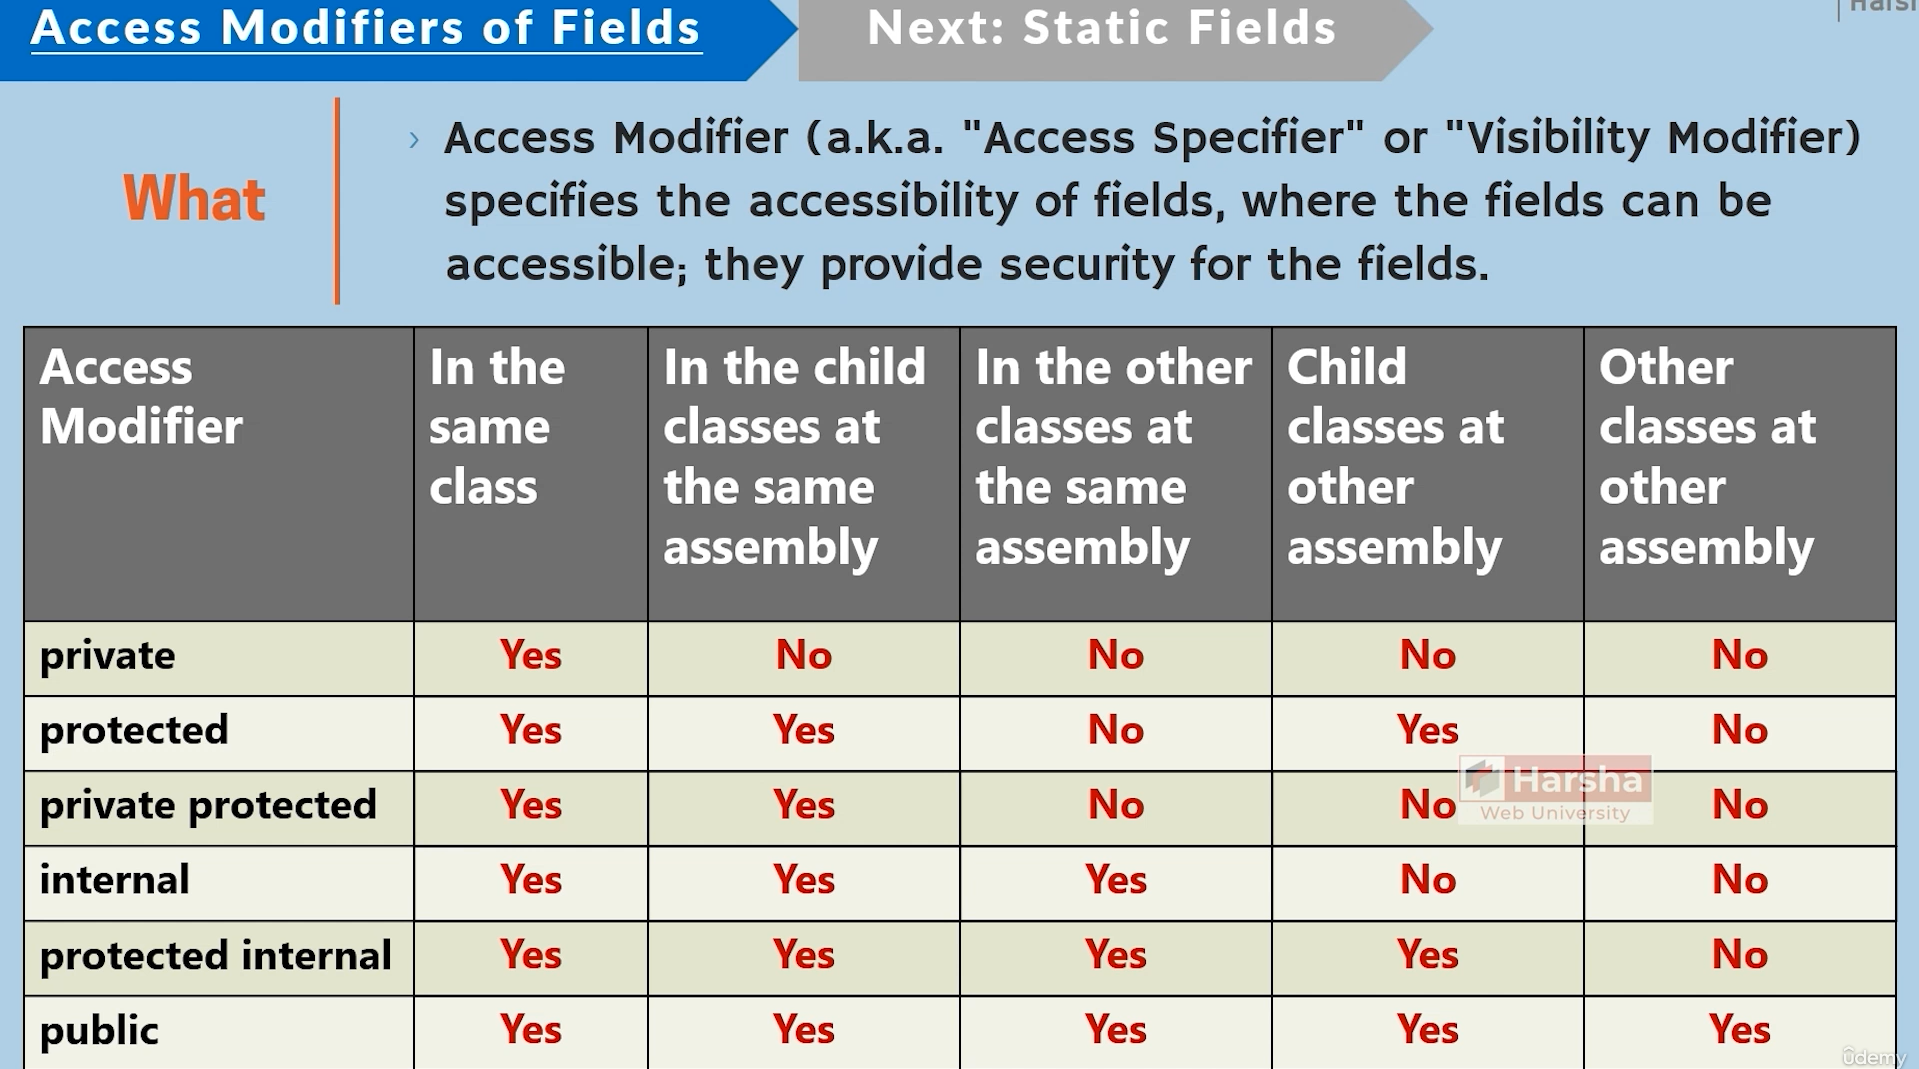 Access Modifiers of Fields
Next: Static Fields
What
› Access Modifier (a.k.a. "Access Specifier" or "Visibility Modifier)
specifies the accessibility of fields, where the fields can be
accessible; they provide security for the fields.
Access Modifier | In the same class | In the child classes at the same assembly | In the other classes at the same assembly | Child classes at other assembly | Other classes at other assembly
private | Yes | No | No | No | No
protected | Yes | Yes | No | Yes | No
private protected | Yes | Yes | No | No | No
internal | Yes | Yes | Yes | No | No
protected internal | Yes | Yes | Yes | Yes | No
public | Yes | Yes | Yes | Yes | Yes
Harsha
Web University
ûdemy